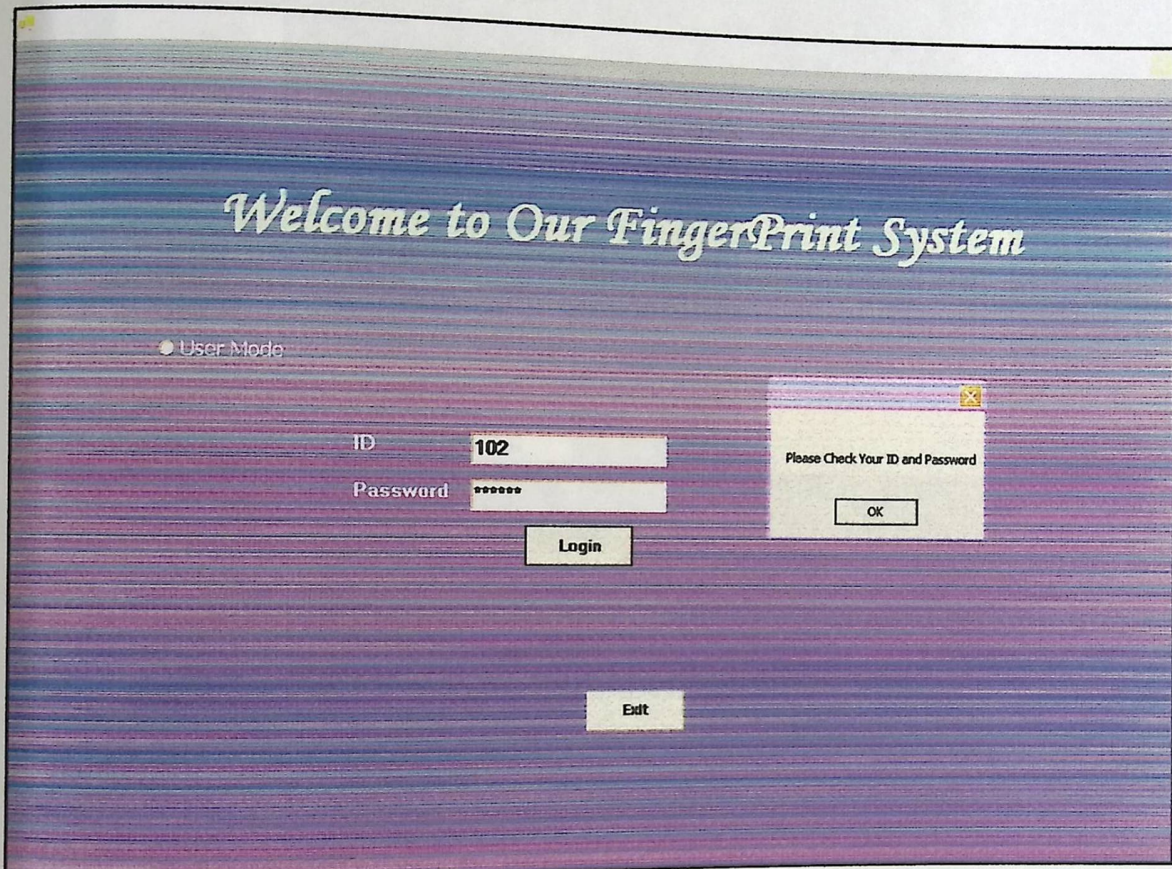 Welcome to Our FingerPrint System
User Mode
ID
102
Password
******
Please Check Your ID and Password
OK
Login
Exit